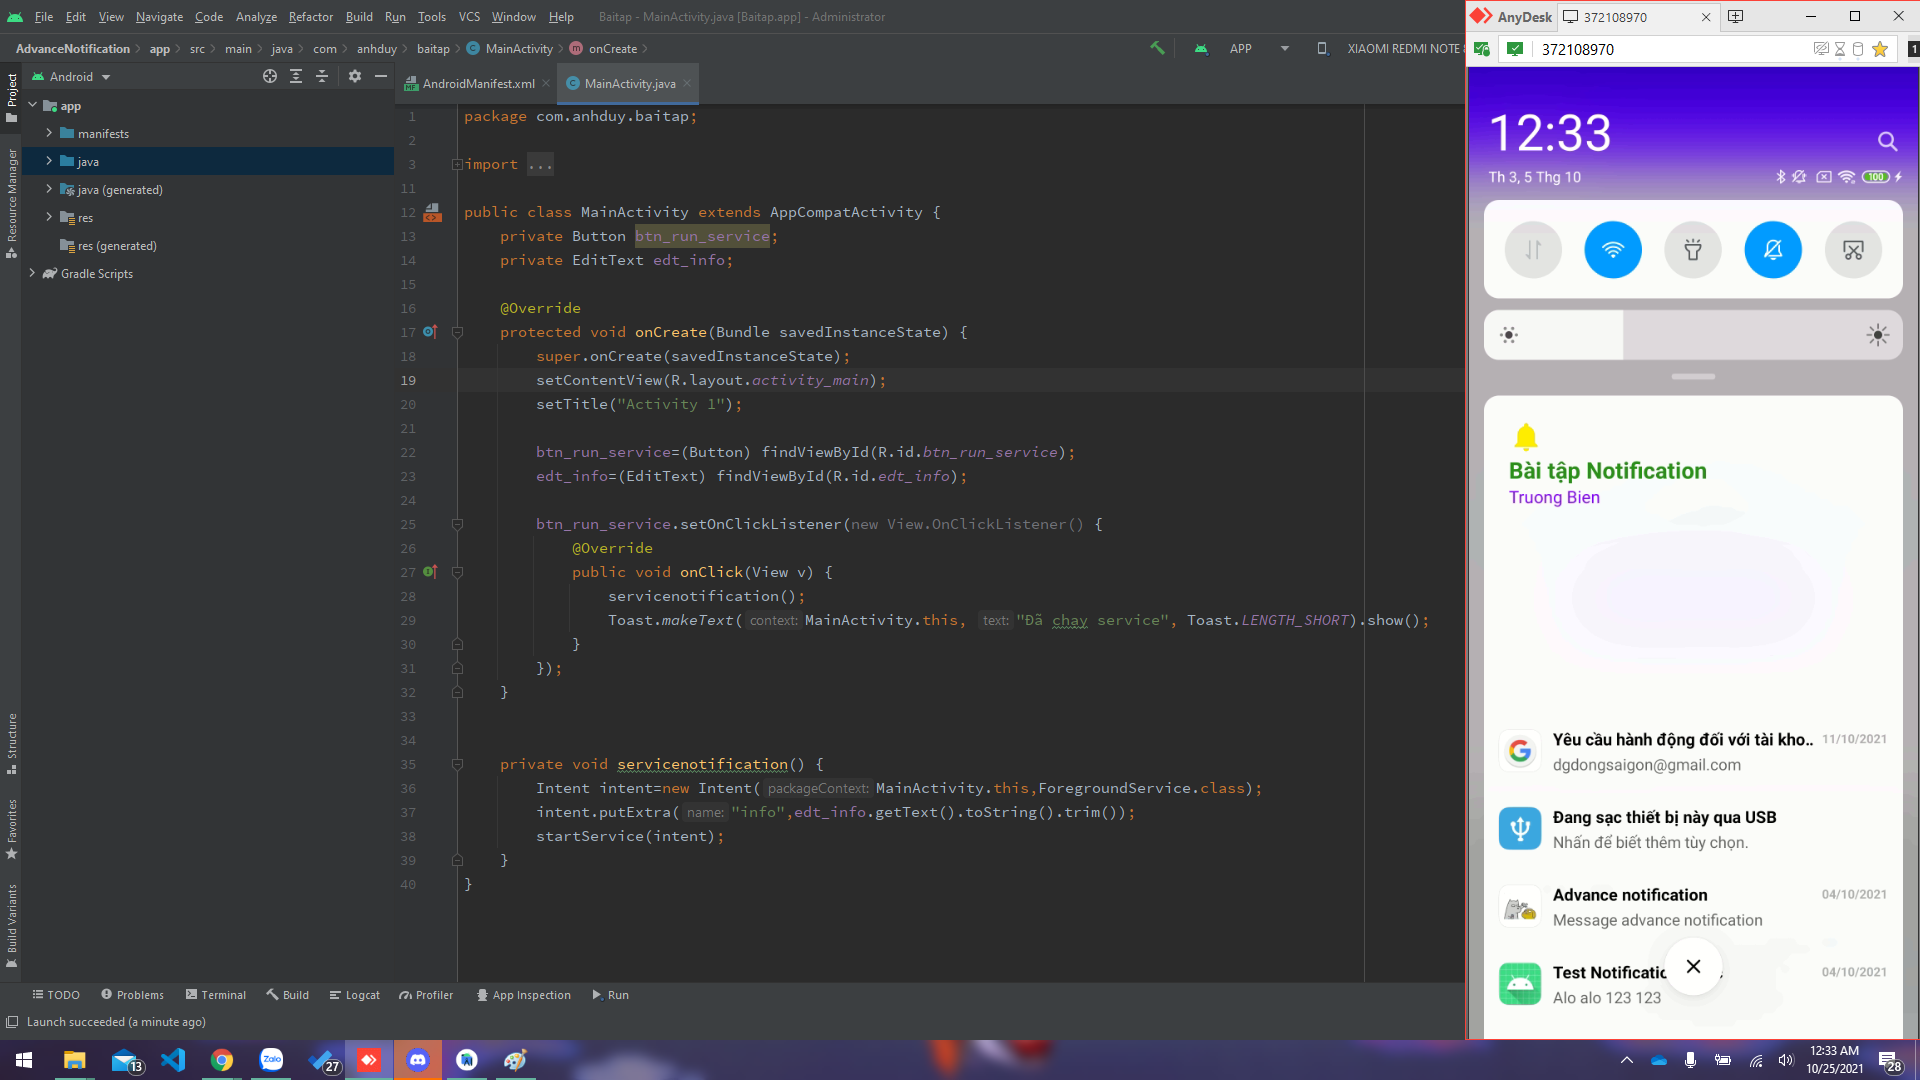 File Edit View Navigate Code Analyze Refactor Build Run Tools VCS Window Help Baitap - MainActivity.java [Baitap.app] - Administrator
AdvanceNotification app src main java com anhduy baitap MainActivity onCreate APP XIAOMI REDMI NOTE 8
Android
AndroidManifest.xml MainActivity.java
Project
Resource Manager
Structure
Favorites
Build Variants
app
manifests
java
java (generated)
res
res (generated)
Gradle Scripts
1 package com.anhduy.baitap;
2
3 import ...
11
12 public class MainActivity extends AppCompatActivity {
13 private Button btn_run_service;
14 private EditText edt_info;
15
16 @Override
17 protected void onCreate(Bundle savedInstanceState) {
18 super.onCreate(savedInstanceState);
19 setContentView(R.layout.activity_main);
20 setTitle("Activity 1");
21
22 btn_run_service=(Button) findViewById(R.id.btn_run_service);
23 edt_info=(EditText) findViewById(R.id.edt_info);
24
25 btn_run_service.setOnClickListener(new View.OnClickListener() {
26 @Override
27 public void onClick(View v) {
28 servicenotification();
29 Toast.makeText( context: MainActivity.this, text: "Đã chay service", Toast.LENGTH_SHORT).show();
30 }
31 });
32 }
33
34
35 private void servicenotification() {
36 Intent intent=new Intent( packageContext: MainActivity.this,ForegroundService.class);
37 intent.putExtra( name: "info",edt_info.getText().toString().trim());
38 startService(intent);
39 }
40 }
TODO Problems Terminal Build Logcat Profiler App Inspection Run
Launch succeeded (a minute ago)
AnyDesk 372108970
372108970 1
12:33
Th 3, 5 Thg 10 100
Bài tập Notification
Truong Bien
Yêu cầu hành động đối với tài kho.. 11/10/2021
dgdongsaigon@gmail.com
Đang sạc thiết bị này qua USB
Nhấn để biết thêm tùy chọn.
Advance notification 04/10/2021
Message advance notification
Test Notificatio 04/10/2021
Alo alo 123 123
13 Zalo 27
12:33 AM
10/25/2021
28